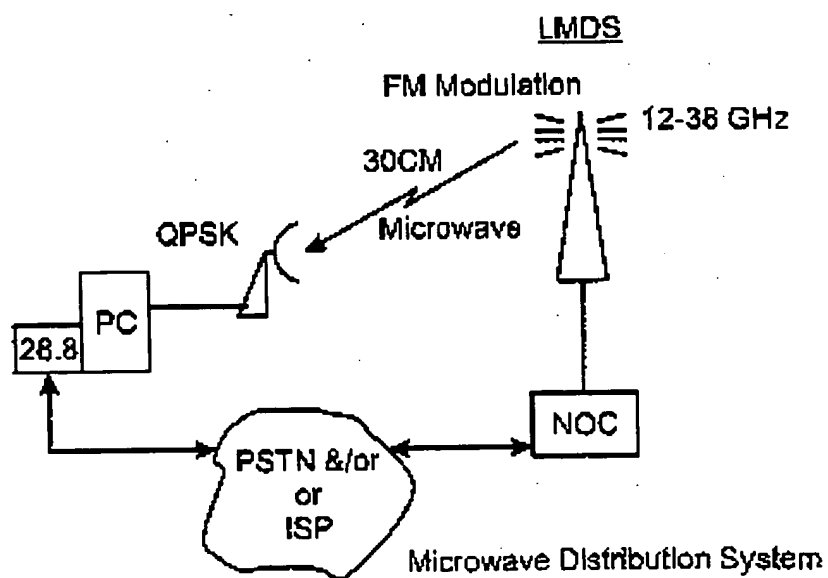 LMDS
FM Modulation
12-38 GHz
30CM
Microwave
QPSK
PC
28.8
NOC
PSTN &/or
or
ISP
Microwave Distribution System